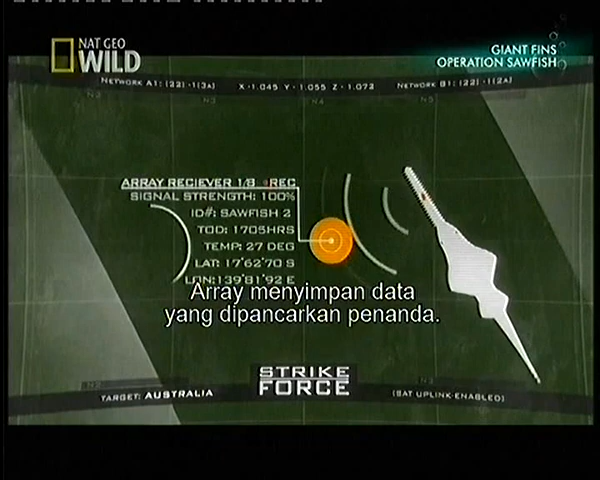 NAT GEO
WILD
GIANT FINS
OPERATION SAWFISH
NETWORK A1: [22] -1[3A]
X -1.045 Y -1.055 Z -1.072
NETWORK B1: [22] -1[2A]
N3
N4
N5
ARRAY RECIEVER 1/8 REC
SIGNAL STRENGTH: 100%
ID#: SAWFISH 2
TOD: 1705HRS
TEMP: 27 DEG
LAT: 17'62'70 S
LON:139'81'92 E
Array menyimpan data
yang dipancarkan penanda.
STRIKE
FORCE
TARGET: AUSTRALIA
[SAT UPLINK ENABLED]